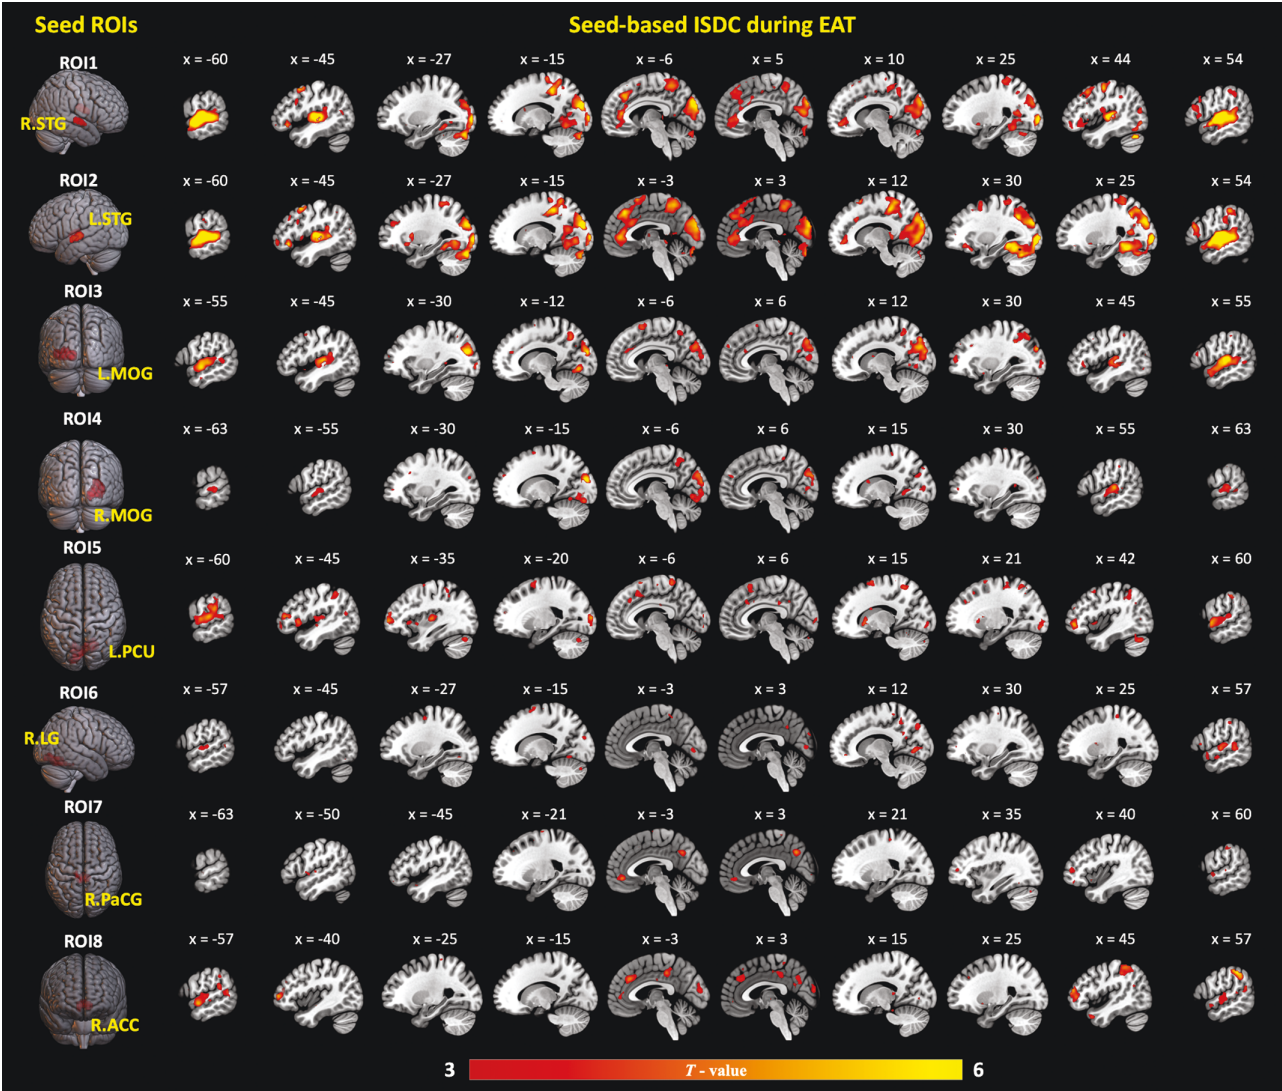 Seed ROIs
Seed-based ISDC during EAT
ROI1
x = -60 x = -45 x = -27 x = -15 x = -6 x = 5 x = 10 x = 25 x = 44 x = 54
R.STG
ROI2
x = -60 x = -45 x = -27 x = -15 x = -3 x = 3 x = 12 x = 30 x = 25 x = 54
L.STG
ROI3
x = -55 x = -45 x = -30 x = -12 x = -6 x = 6 x = 12 x = 30 x = 45 x = 55
L.MOG
ROI4
x = -63 x = -55 x = -30 x = -15 x = -6 x = 6 x = 15 x = 30 x = 55 x = 63
R.MOG
ROI5
x = -60 x = -45 x = -35 x = -20 x = -6 x = 6 x = 15 x = 21 x = 42 x = 60
L.PCU
ROI6
x = -57 x = -45 x = -27 x = -15 x = -3 x = 3 x = 12 x = 30 x = 25 x = 57
R.LG
ROI7
x = -63 x = -50 x = -45 x = -21 x = -3 x = 3 x = 21 x = 35 x = 40 x = 60
R.PaCG
ROI8
x = -57 x = -40 x = -25 x = -15 x = -3 x = 3 x = 15 x = 25 x = 45 x = 57
R.ACC
3 T - value 6